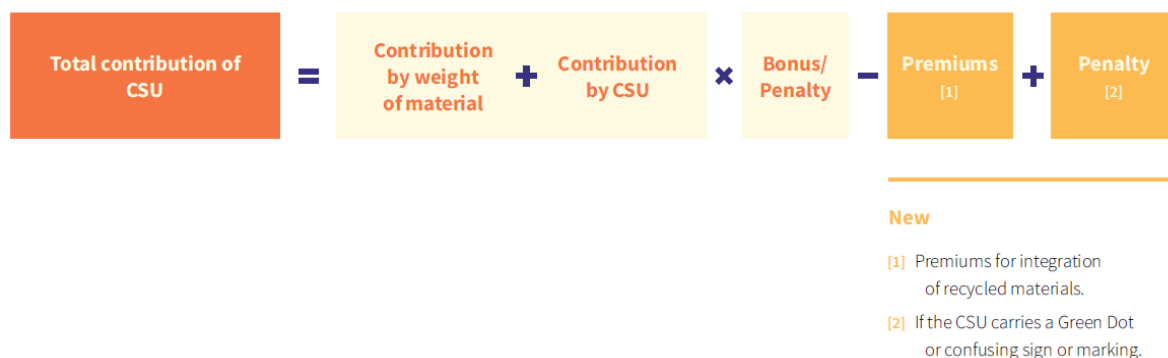 Total contribution of
CSU
=
Contribution
by weight
of material
+
Contribution
by CSU
×
Bonus/
Penalty
−
Premiums
[1]
+
Penalty
[2]
New
[1] Premiums for integration
of recycled materials.
[2] If the CSU carries a Green Dot
or confusing sign or marking.